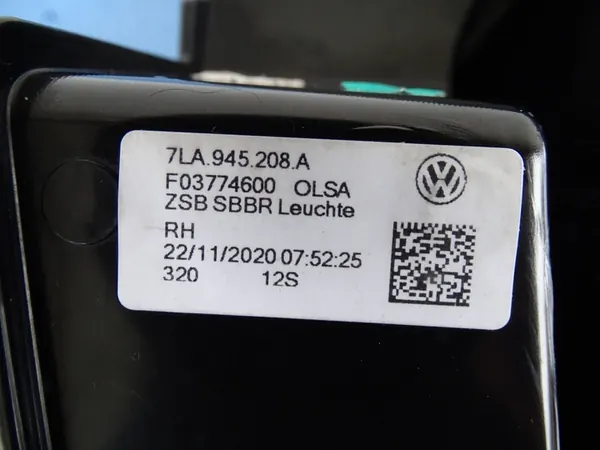 7LA.945.208.A
F03774600 OLSA
ZSB SBBR Leuchte
RH
22/11/2020 07:52:25
320 12S